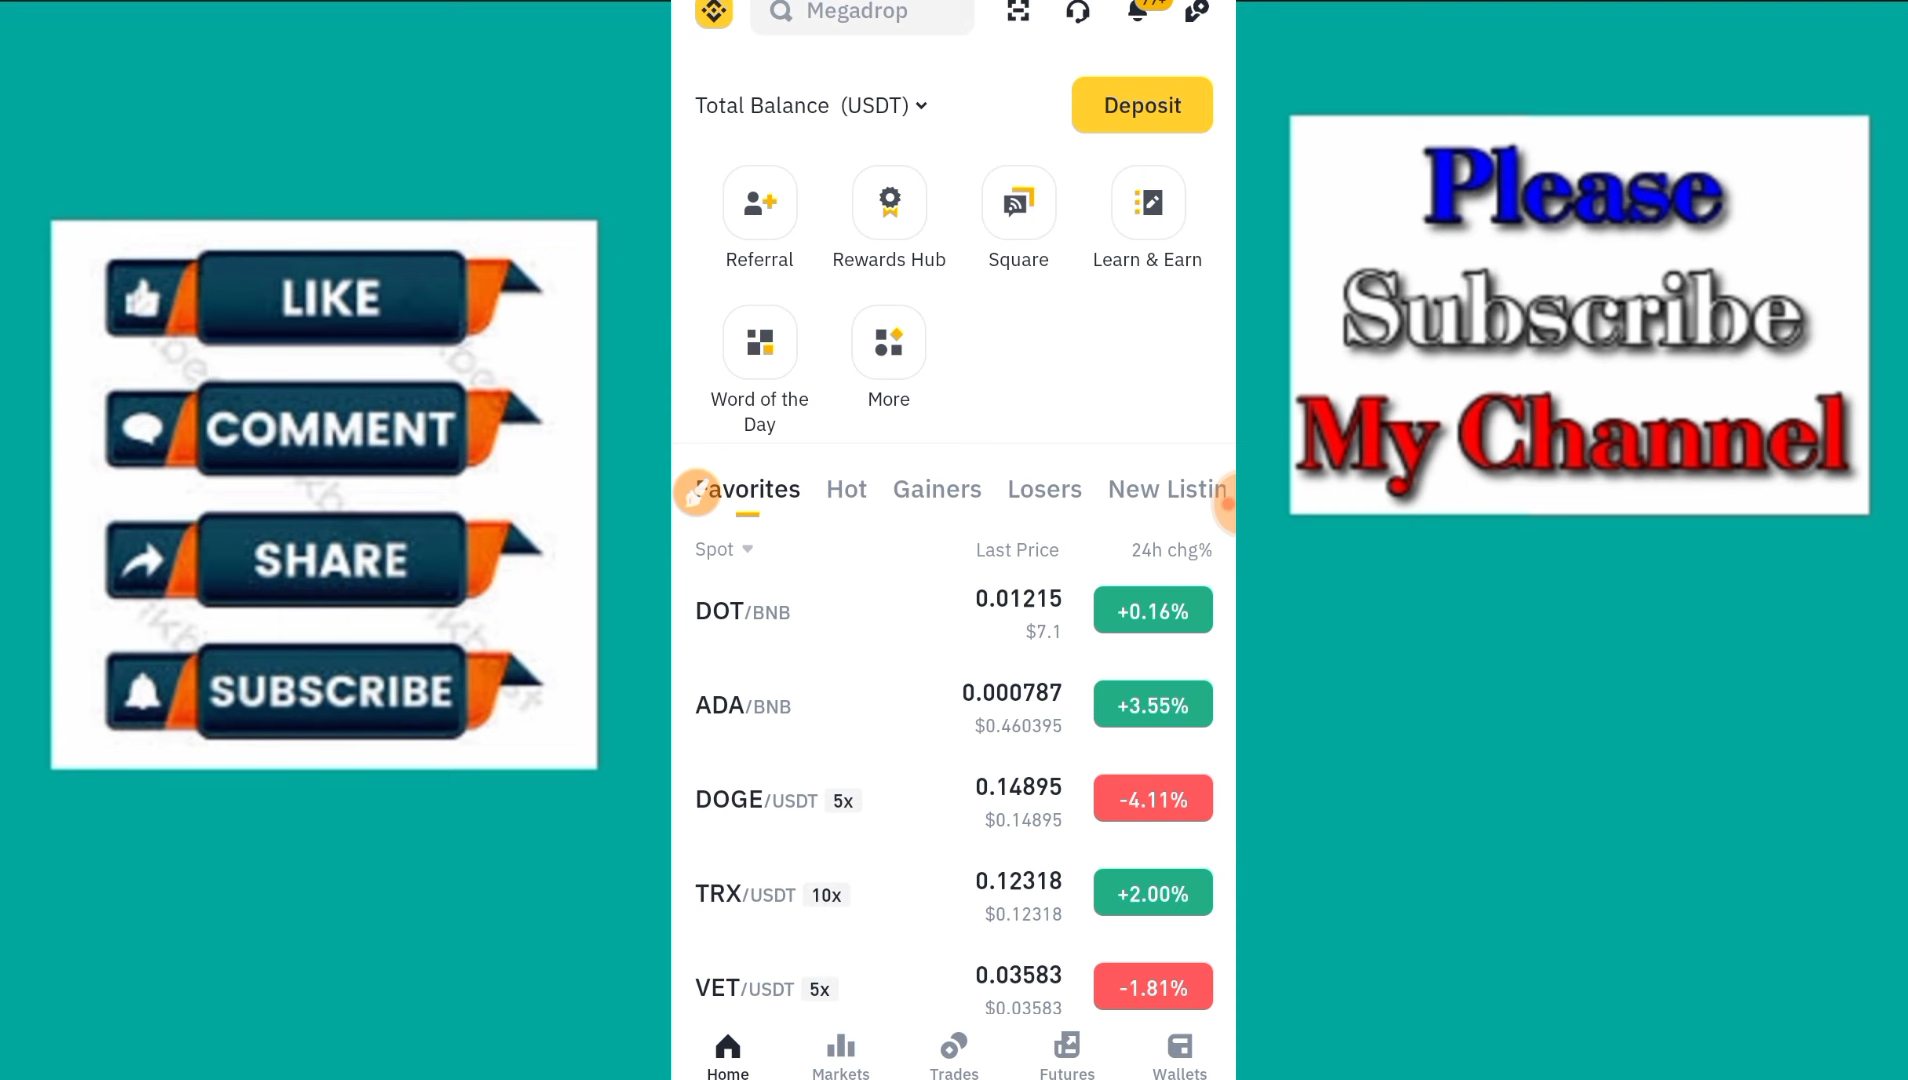 Megadrop
Total Balance (USDT)
Deposit
Referral
Rewards Hub
Square
Learn & Earn
Word of the
Day
More
Favorites Hot Gainers Losers New Listin
Spot Last Price 24h chg%
DOT/BNB 0.01215 +0.16%
$7.1
ADA/BNB 0.000787 +3.55%
$0.460395
DOGE/USDT 5x 0.14895 -4.11%
$0.14895
TRX/USDT 10x 0.12318 +2.00%
$0.12318
VET/USDT 5x 0.03583 -1.81%
$0.03583
Home Markets Trades Futures Wallets
LIKE
COMMENT
SHARE
SUBSCRIBE
Please
Subscribe
My Channel